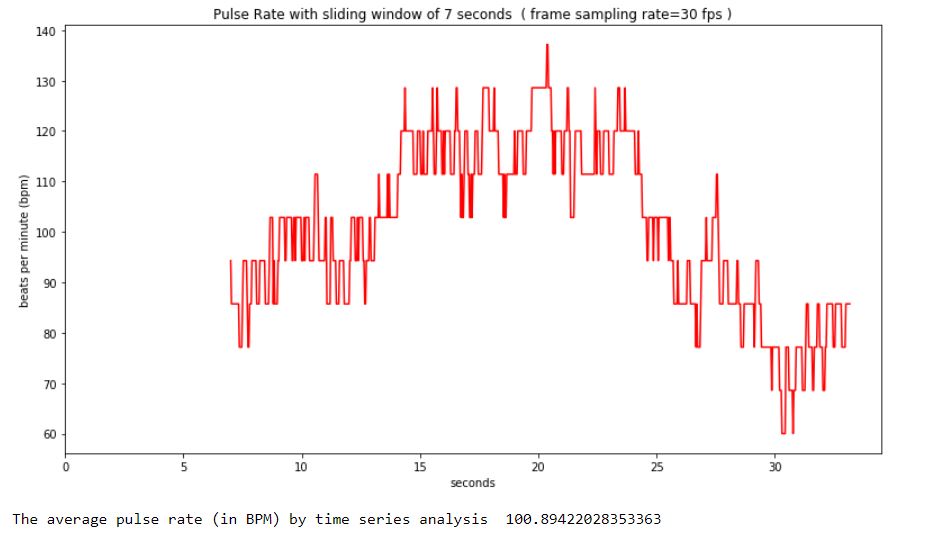 Pulse Rate with sliding window of 7 seconds  ( frame sampling rate=30 fps )
140
130
120
110
100
90
80
70
60
beats per minute (bpm)
0 5 10 15 20 25 30
seconds
The average pulse rate (in BPM) by time series analysis  100.89422028353363